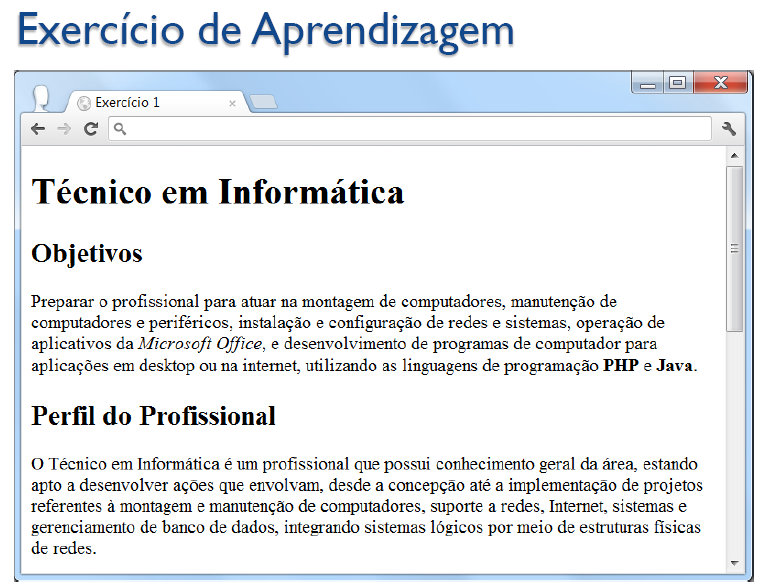 Exercício de Aprendizagem
Exercício 1
Técnico em Informática
Objetivos
Preparar o profissional para atuar na montagem de computadores, manutenção de
computadores e periféricos, instalação e configuração de redes e sistemas, operação de
aplicativos da Microsoft Office, e desenvolvimento de programas de computador para
aplicações em desktop ou na internet, utilizando as linguagens de programação PHP e Java.
Perfil do Profissional
O Técnico em Informática é um profissional que possui conhecimento geral da área, estando
apto a desenvolver ações que envolvam, desde a concepção até a implementação de projetos
referentes à montagem e manutenção de computadores, suporte a redes, Internet, sistemas e
gerenciamento de banco de dados, integrando sistemas lógicos por meio de estruturas físicas
de redes.